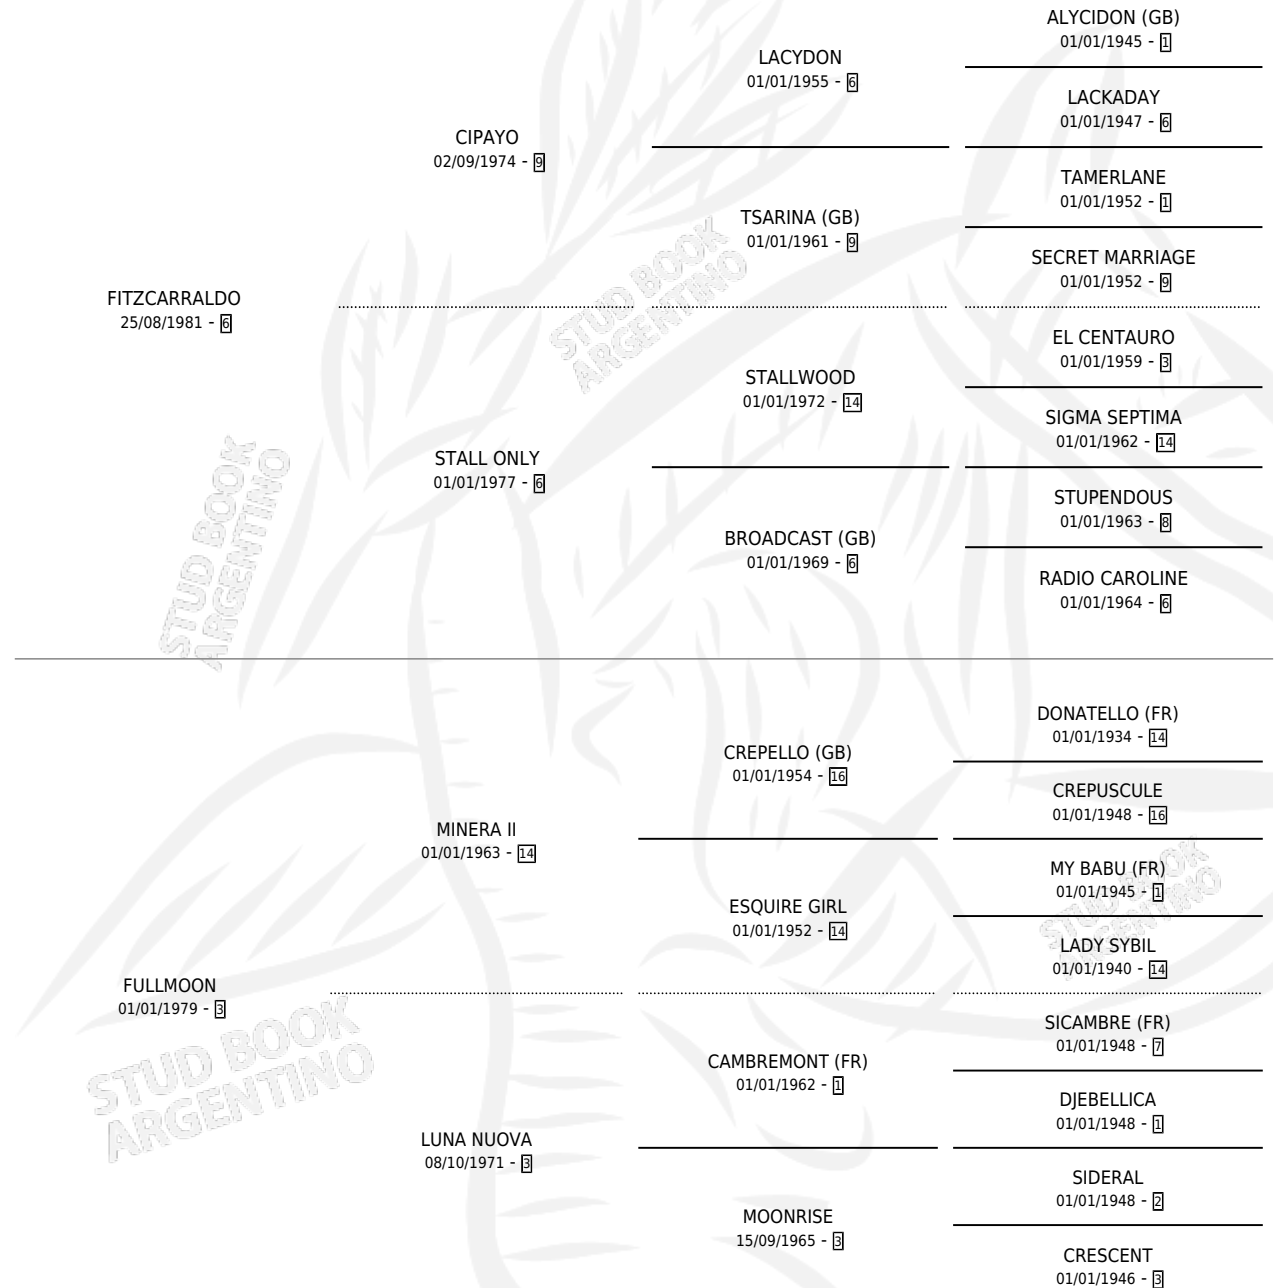 ALYCIDON (GB)
01/01/1945 - 1
LACYDON
01/01/1955 - 6
LACKADAY
01/01/1947 - 6
CIPAYO
02/09/1974 - 9
TAMERLANE
01/01/1952 - 1
TSARINA (GB)
01/01/1961 - 9
SECRET MARRIAGE
01/01/1952 - 9
FITZCARRALDO
25/08/1981 - 6
STUD BOOK
ARGENTINO
EL CENTAURO
01/01/1959 - 3
STALLWOOD
01/01/1972 - 14
SIGMA SEPTIMA
01/01/1962 - 14
STALL ONLY
01/01/1977 - 6
STUPENDOUS
01/01/1963 - 8
BROADCAST (GB)
01/01/1969 - 6
RADIO CAROLINE
01/01/1964 - 6
STUD BOOK
ARGENTINO
DONATELLO (FR)
01/01/1934 - 14
CREPELLO (GB)
01/01/1954 - 16
CREPUSCULE
01/01/1948 - 16
MINERA II
01/01/1963 - 14
MY BABU (FR)
01/01/1945 - 1
ESQUIRE GIRL
01/01/1952 - 14
STUD BOOK
ARGENTINO
LADY SYBIL
01/01/1940 - 14
FULLMOON
01/01/1979 - 3
SICAMBRE (FR)
01/01/1948 - 7
CAMBREMONT (FR)
01/01/1962 - 1
STUD BOOK
ARGENTINO
DJEBELLICA
01/01/1948 - 1
LUNA NUOVA
08/10/1971 - 3
SIDERAL
01/01/1948 - 2
MOONRISE
15/09/1965 - 3
CRESCENT
01/01/1946 - 3